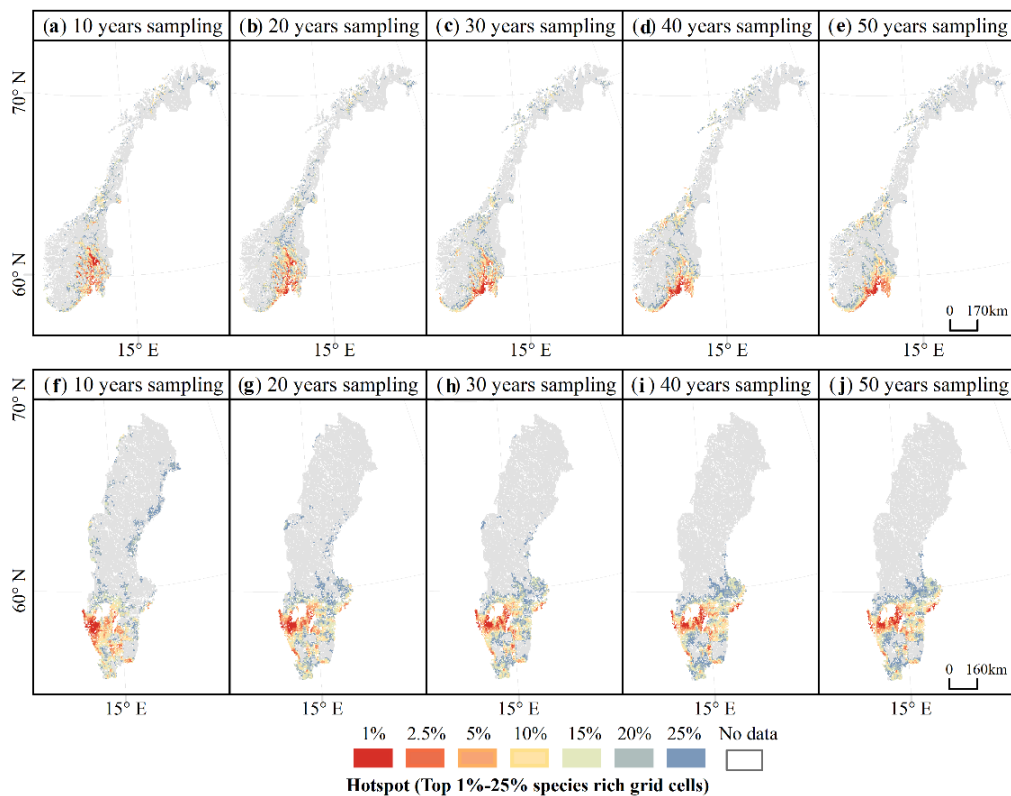 (a) 10 years sampling
(b) 20 years sampling
(c) 30 years sampling
(d) 40 years sampling
(e) 50 years sampling
70° N
60° N
0 170km
15° E
15° E
15° E
15° E
15° E
(f) 10 years sampling
(g) 20 years sampling
(h) 30 years sampling
(i) 40 years sampling
(j) 50 years sampling
70° N
60° N
0 160km
15° E
15° E
15° E
15° E
15° E
1% 2.5% 5% 10% 15% 20% 25% No data
Hotspot (Top 1%-25% species rich grid cells)